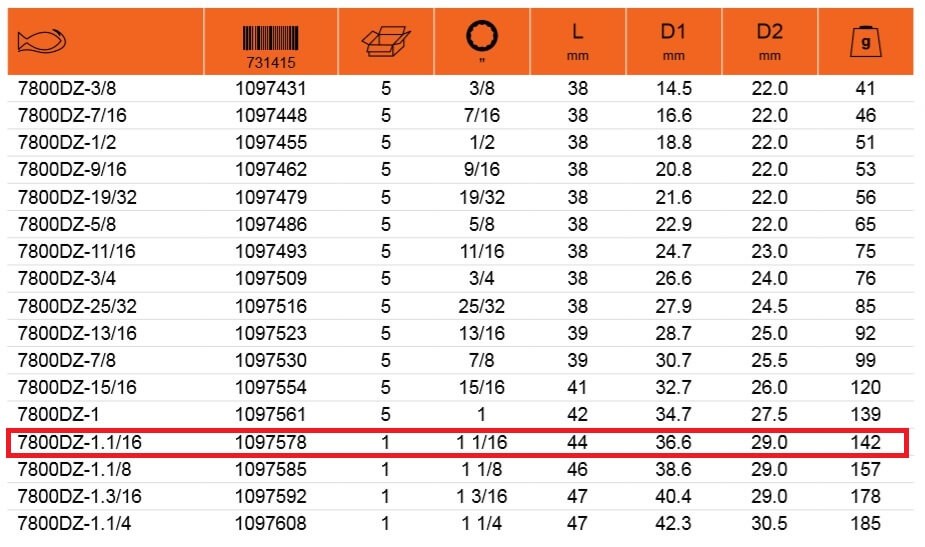 731415 ” L mm D1 mm D2 mm g
7800DZ-3/8 1097431 5 3/8 38 14.5 22.0 41
7800DZ-7/16 1097448 5 7/16 38 16.6 22.0 46
7800DZ-1/2 1097455 5 1/2 38 18.8 22.0 51
7800DZ-9/16 1097462 5 9/16 38 20.8 22.0 53
7800DZ-19/32 1097479 5 19/32 38 21.6 22.0 56
7800DZ-5/8 1097486 5 5/8 38 22.9 22.0 65
7800DZ-11/16 1097493 5 11/16 38 24.7 23.0 75
7800DZ-3/4 1097509 5 3/4 38 26.6 24.0 76
7800DZ-25/32 1097516 5 25/32 38 27.9 24.5 85
7800DZ-13/16 1097523 5 13/16 39 28.7 25.0 92
7800DZ-7/8 1097530 5 7/8 39 30.7 25.5 99
7800DZ-15/16 1097554 5 15/16 41 32.7 26.0 120
7800DZ-1 1097561 5 1 42 34.7 27.5 139
7800DZ-1.1/16 1097578 1 1 1/16 44 36.6 29.0 142
7800DZ-1.1/8 1097585 1 1 1/8 46 38.6 29.0 157
7800DZ-1.3/16 1097592 1 1 3/16 47 40.4 29.0 178
7800DZ-1.1/4 1097608 1 1 1/4 47 42.3 30.5 185